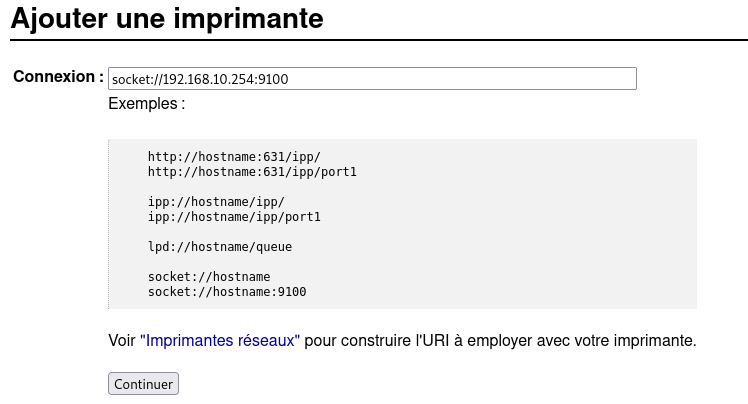 Ajouter une imprimante
Connexion : socket://192.168.10.254:9100
Exemples :
http://hostname:631/ipp/
http://hostname:631/ipp/port1
ipp://hostname/ipp/
ipp://hostname/ipp/port1
lpd://hostname/queue
socket://hostname
socket://hostname:9100
Voir "Imprimantes réseaux" pour construire l'URI à employer avec votre imprimante.
Continuer